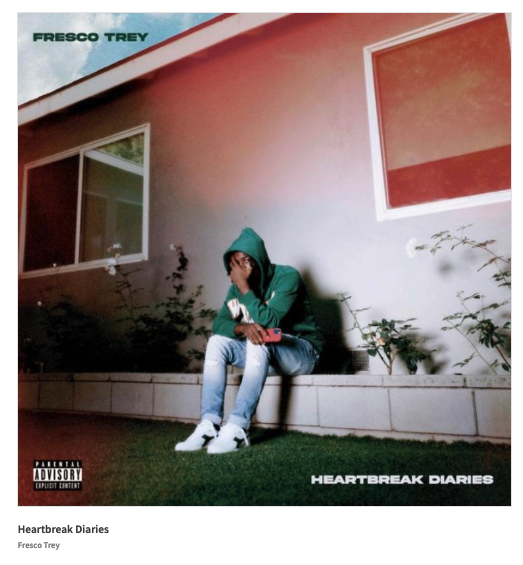 FRESCO TREY
PARENTAL
ADVISORY
EXPLICIT CONTENT
HEARTBREAK DIARIES
Heartbreak Diaries
Fresco Trey